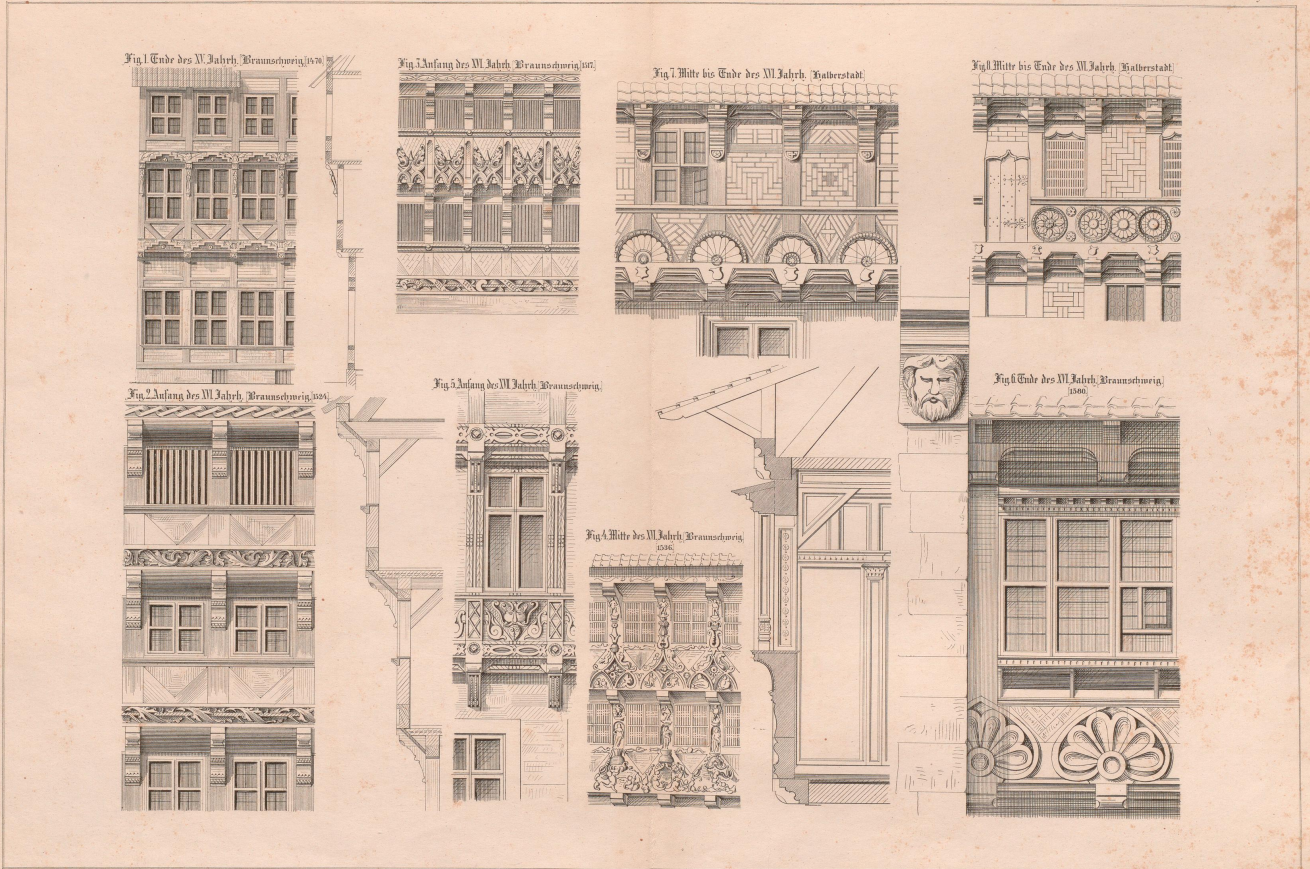 Fig. 1. Ende des XV. Jahrh. [Braunschweig.] 1470.
Fig. 3. Anfang des XVI. Jahrh. Braunschweig. 1517.
Fig. 7. Mitte bis Ende des XVI. Jahrh. [Halberstadt.]
Fig. 8. Mitte bis Ende des XVI. Jahrh. [Halberstadt.]
Fig. 2. Anfang des XVI. Jahrh. [Braunschweig.] 1524.
Fig. 5. Anfang des XVI. Jahrh. [Braunschweig.]
Fig. 6. Ende des XVI. Jahrh. [Braunschweig.]
[1560.]
Fig. 4. Mitte des XVI. Jahrh. [Braunschweig.]
1536.